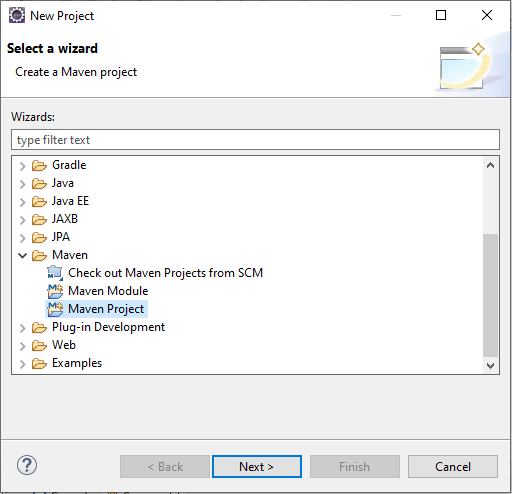 New Project
Select a wizard
Create a Maven project
Wizards:
type filter text
Gradle
Java
Java EE
JAXB
JPA
Maven
Check out Maven Projects from SCM
Maven Module
Maven Project
Plug-in Development
Web
Examples
?
< Back Next > Finish Cancel